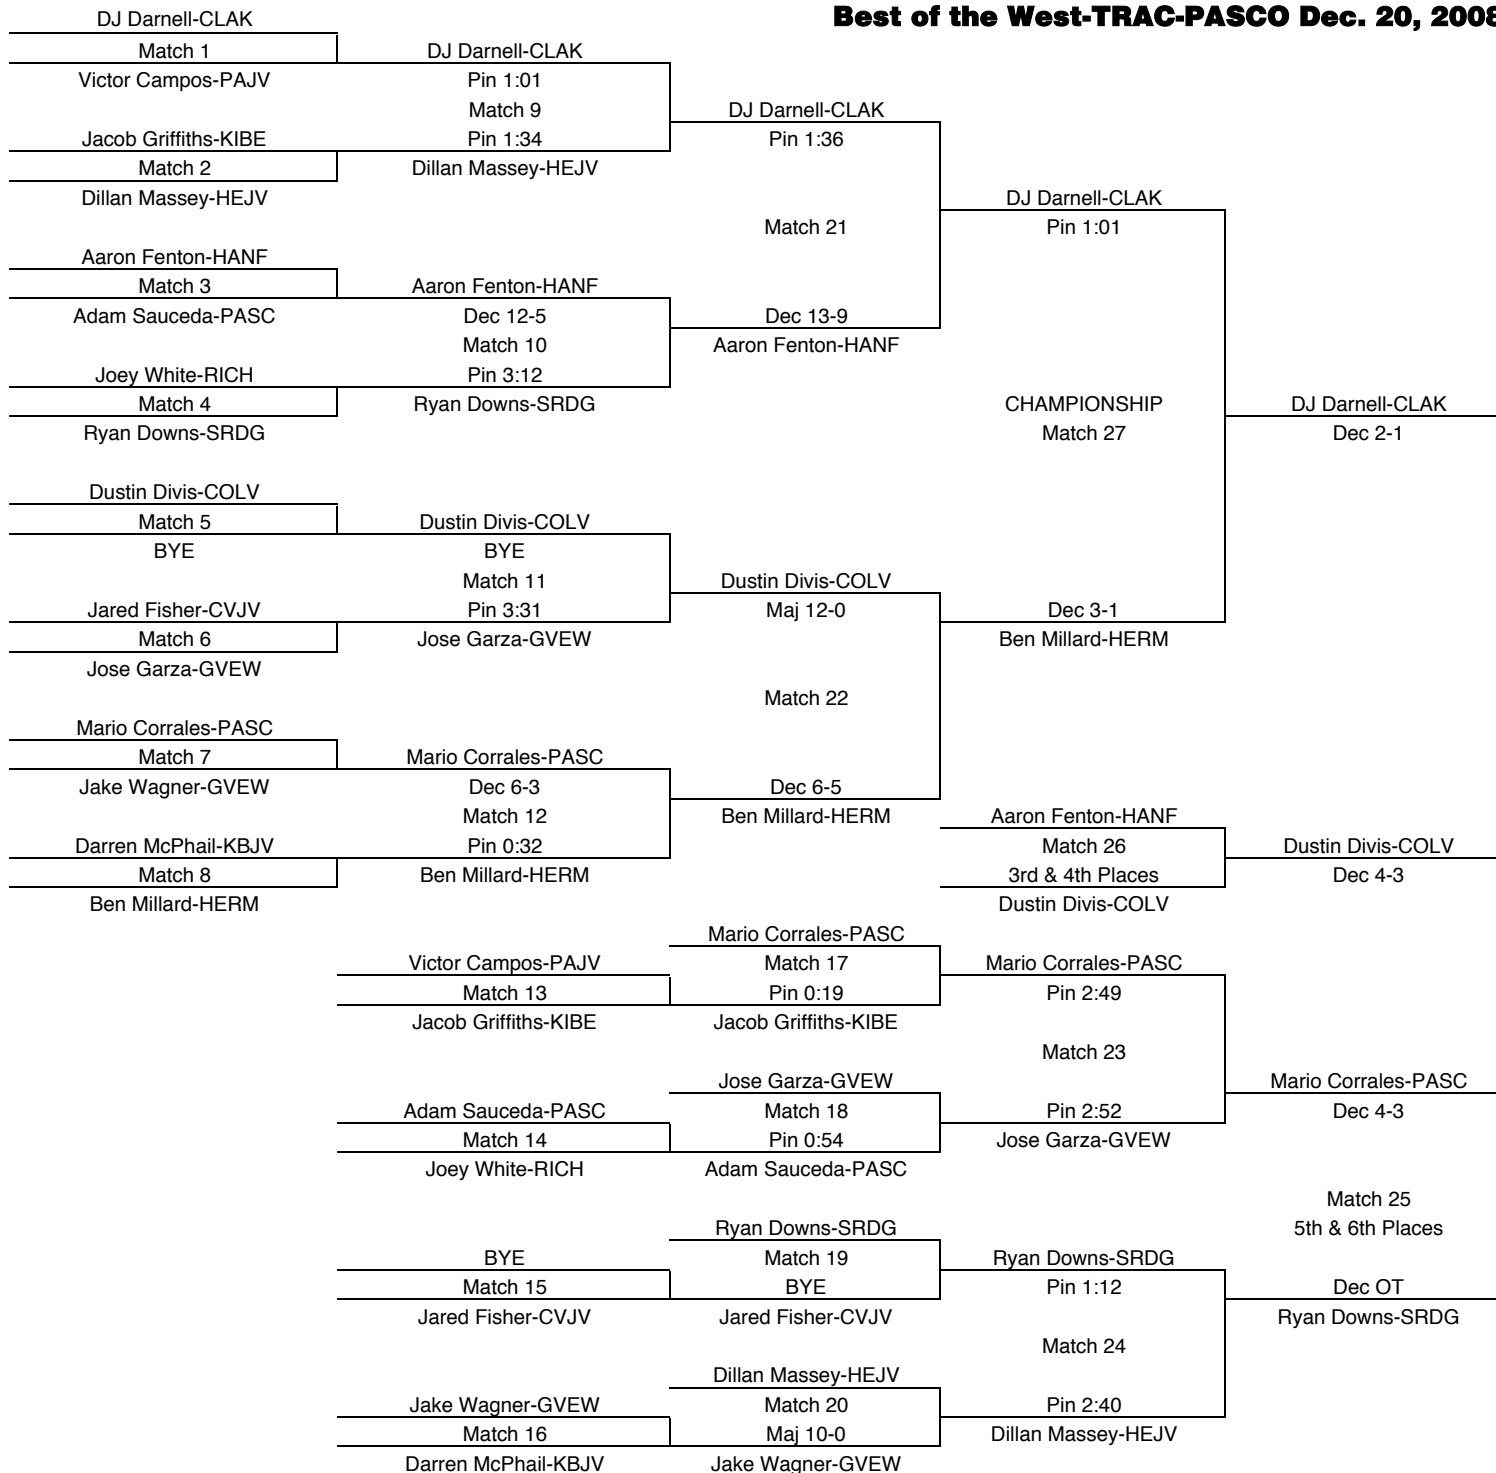 Best of the West-TRAC-PASCO Dec. 20, 2008
DJ Darnell-CLAK
Match 1
Victor Campos-PAJV
Jacob Griffiths-KIBE
Match 2
Dillan Massey-HEJV
Aaron Fenton-HANF
Match 3
Adam Sauceda-PASC
Joey White-RICH
Match 4
Ryan Downs-SRDG
Dustin Divis-COLV
Match 5
BYE
Jared Fisher-CVJV
Match 6
Jose Garza-GVEW
Mario Corrales-PASC
Match 7
Jake Wagner-GVEW
Darren McPhail-KBJV
Match 8
Ben Millard-HERM
DJ Darnell-CLAK
Pin 1:01
Match 9
Pin 1:34
Dillan Massey-HEJV
Aaron Fenton-HANF
Dec 12-5
Match 10
Pin 3:12
Ryan Downs-SRDG
Dustin Divis-COLV
BYE
Match 11
Pin 3:31
Jose Garza-GVEW
Mario Corrales-PASC
Dec 6-3
Match 12
Pin 0:32
Ben Millard-HERM
DJ Darnell-CLAK
Pin 1:36
Match 21
Dec 13-9
Aaron Fenton-HANF
Dustin Divis-COLV
Maj 12-0
Match 22
Dec 6-5
Ben Millard-HERM
DJ Darnell-CLAK
Pin 1:01
CHAMPIONSHIP
Match 27
Dec 3-1
Ben Millard-HERM
DJ Darnell-CLAK
Dec 2-1
Aaron Fenton-HANF
Match 26
3rd & 4th Places
Dustin Divis-COLV
Dustin Divis-COLV
Dec 4-3
Victor Campos-PAJV
Match 13
Jacob Griffiths-KIBE
Adam Sauceda-PASC
Match 14
Joey White-RICH
BYE
Match 15
Jared Fisher-CVJV
Jake Wagner-GVEW
Match 16
Darren McPhail-KBJV
Mario Corrales-PASC
Match 17
Pin 0:19
Jacob Griffiths-KIBE
Jose Garza-GVEW
Match 18
Pin 0:54
Adam Sauceda-PASC
Ryan Downs-SRDG
Match 19
BYE
Jared Fisher-CVJV
Dillan Massey-HEJV
Match 20
Maj 10-0
Jake Wagner-GVEW
Mario Corrales-PASC
Pin 2:49
Match 23
Pin 2:52
Jose Garza-GVEW
Ryan Downs-SRDG
Pin 1:12
Match 24
Pin 2:40
Dillan Massey-HEJV
Mario Corrales-PASC
Dec 4-3
Match 25
5th & 6th Places
Dec OT
Ryan Downs-SRDG